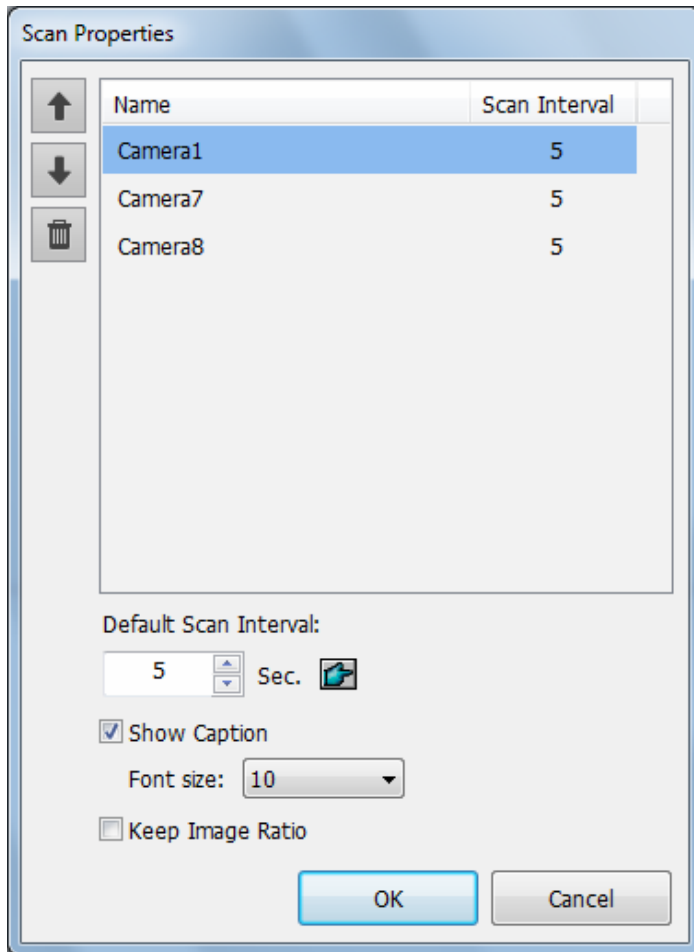 Scan Properties
Name Scan Interval
Camera1 5
Camera7 5
Camera8 5
Default Scan Interval:
5 Sec.
Show Caption
Font size: 10
Keep Image Ratio
OK Cancel